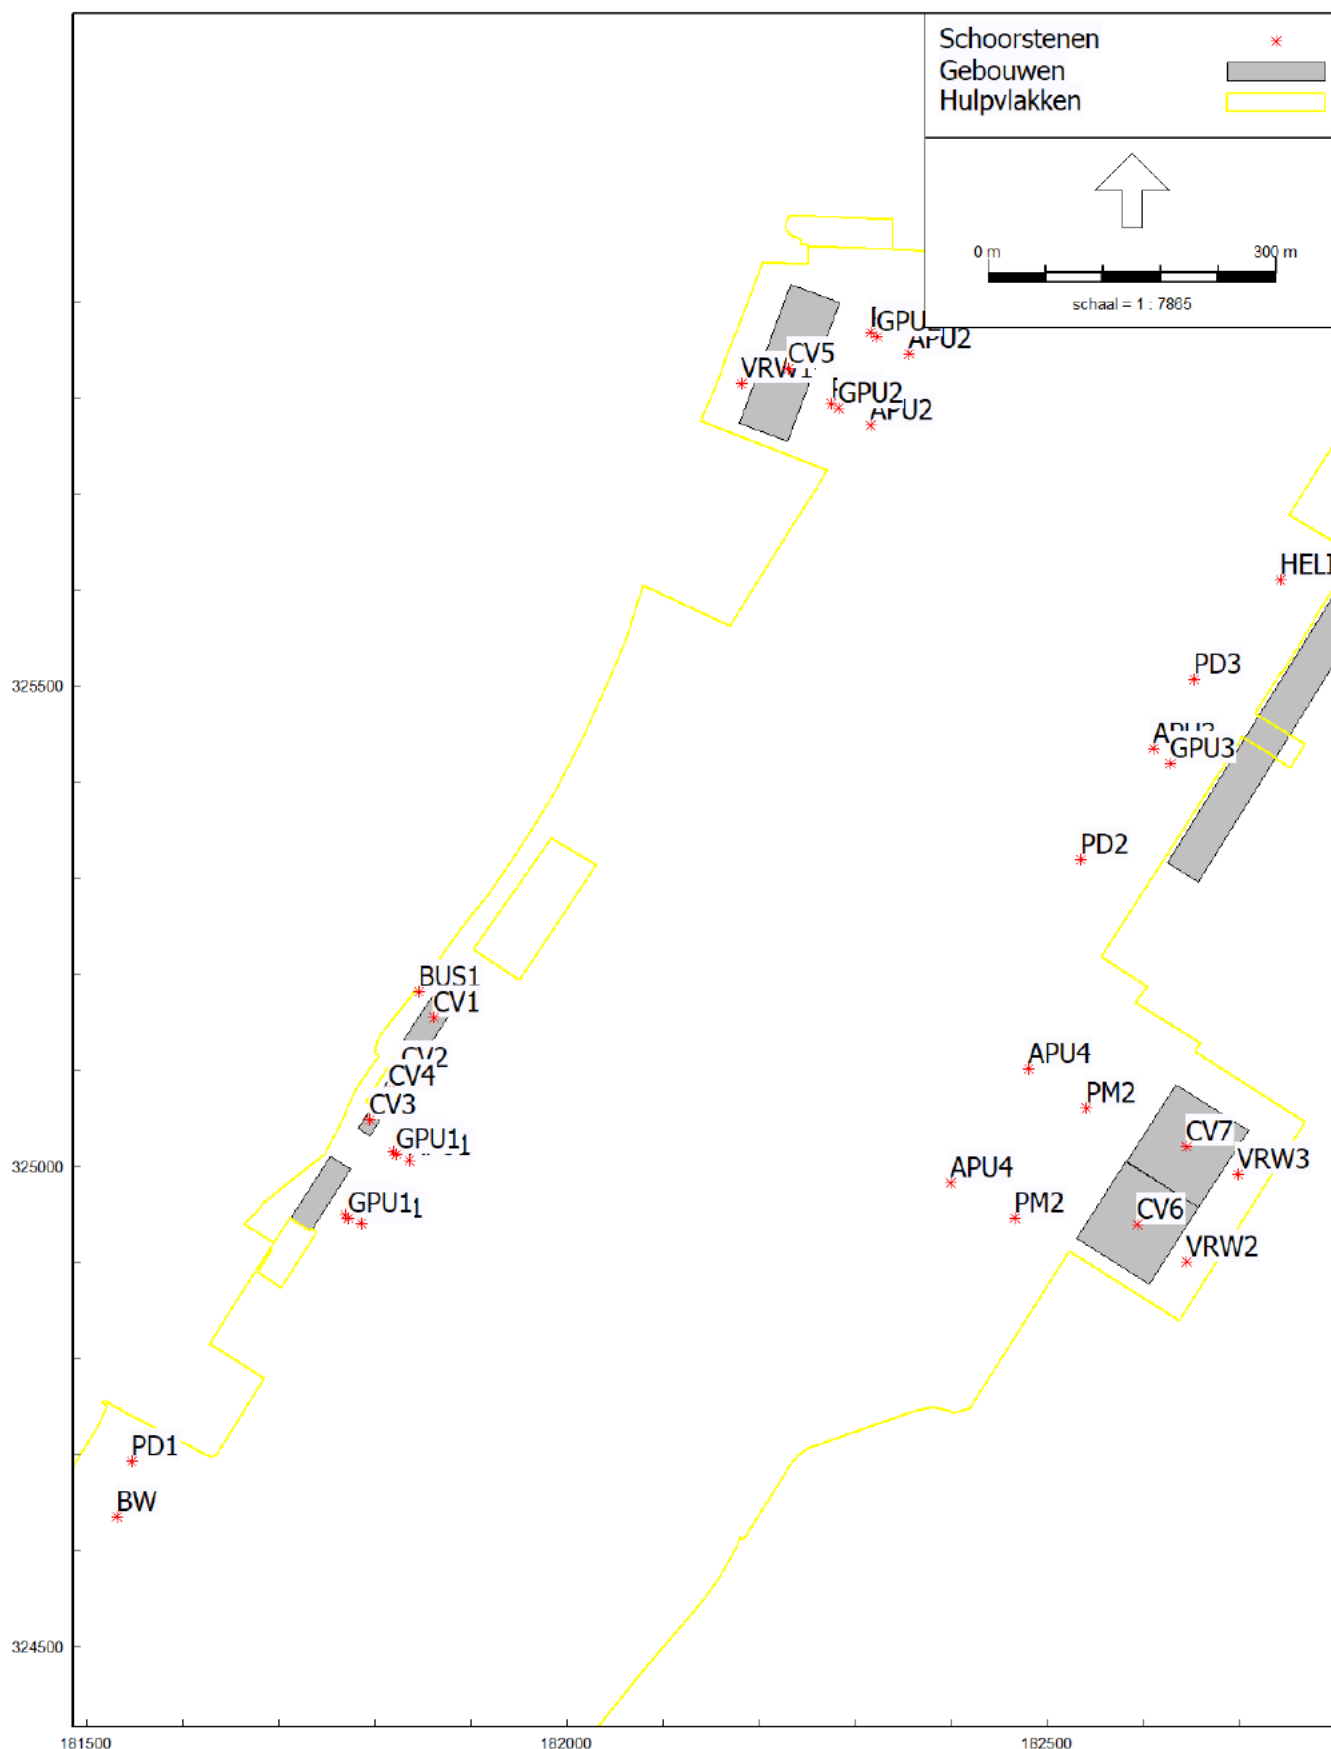 Schoorstenen
Gebouwen
Hulpvlakken
0 m 300 m
schaal = 1 : 7865
GPU2
APU2
CV5
VRW1
GPU2
APU2
HELI
PD3
325500
APU3
GPU3
PD2
BUS1
CV1
CV2
CV4
CV3
APU4
PM2
GPU1
CV7
325000
VRW3
APU4
GPU1
PM2
CV6
VRW2
PD1
BW
324500
181500 182000 182500